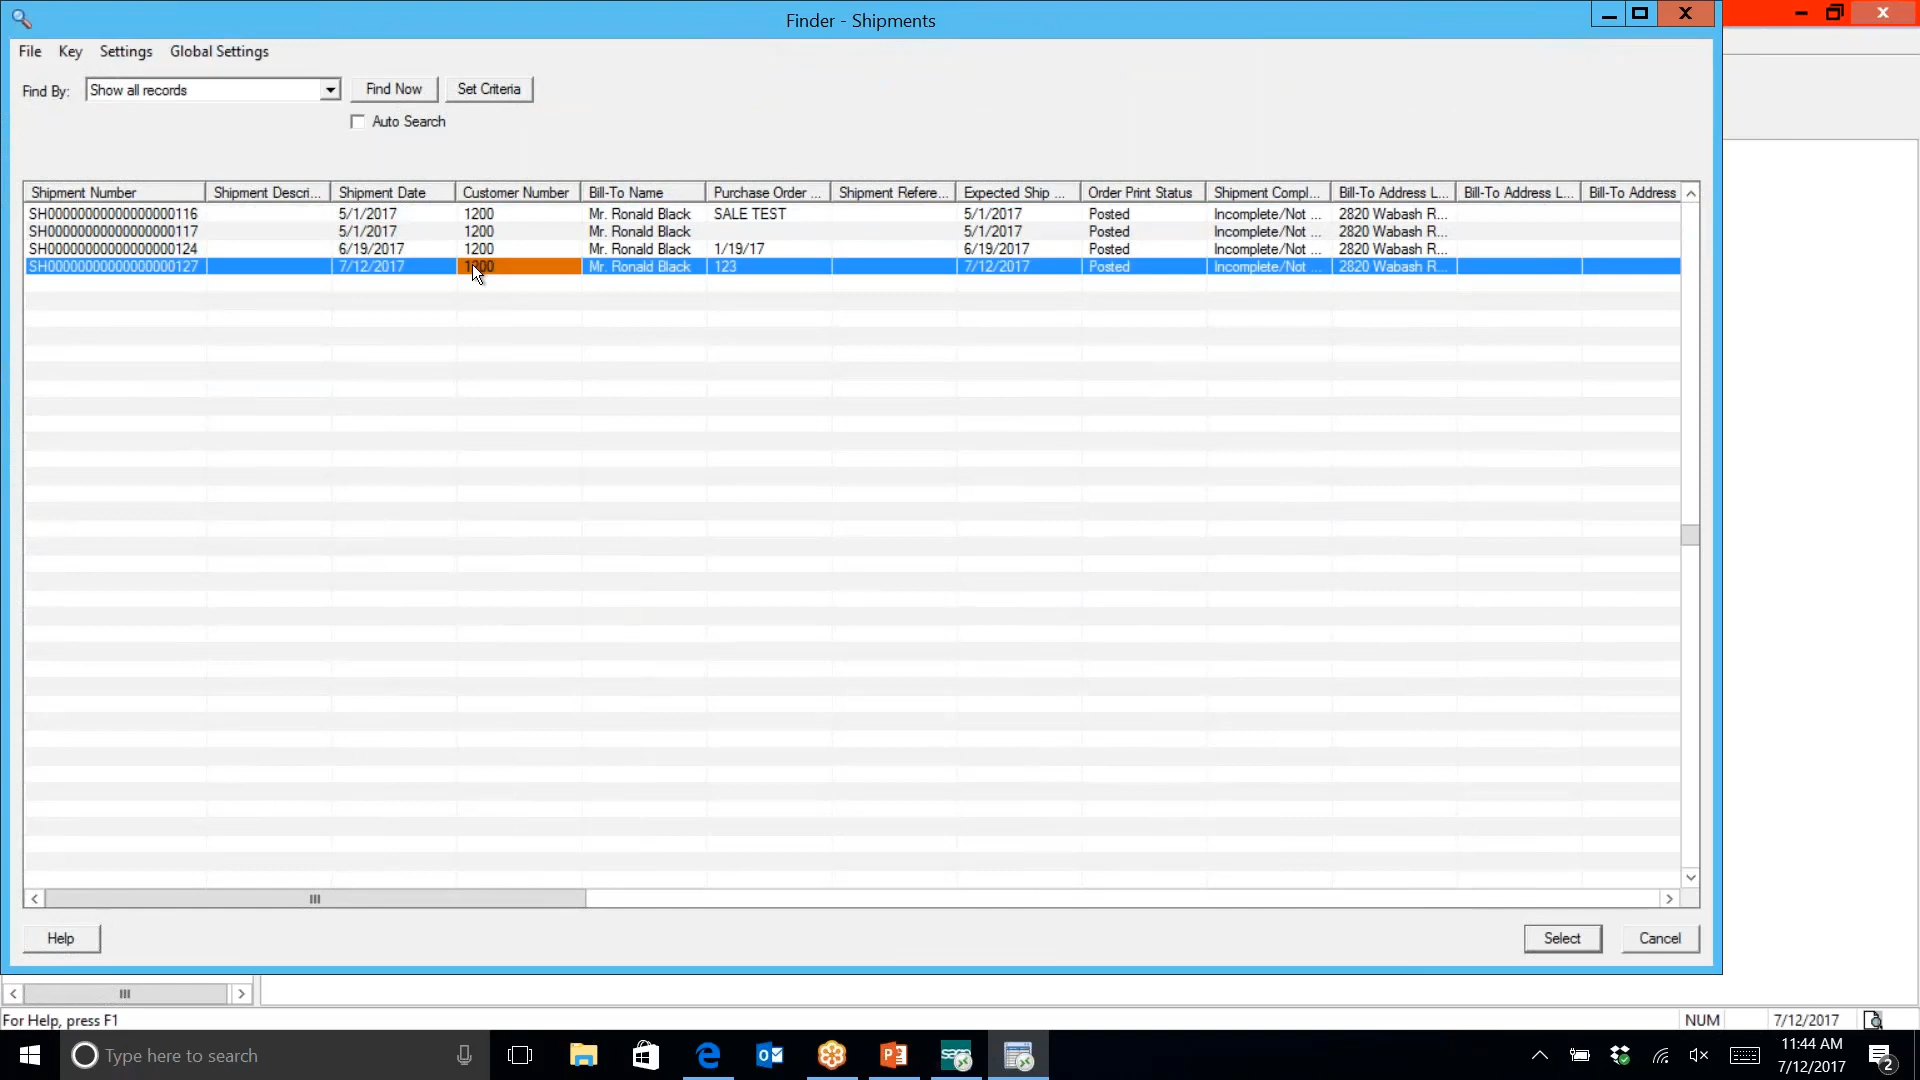 Finder - Shipments
File Key Settings Global Settings
Find By: Show all records Find Now Set Criteria
Auto Search
Shipment Number Shipment Descri... Shipment Date Customer Number Bill-To Name Purchase Order ... Shipment Refere... Expected Ship ... Order Print Status Shipment Compl... Bill-To Address L... Bill-To Address L... Bill-To Address
SH00000000000000000116 5/1/2017 1200 Mr. Ronald Black SALE TEST 5/1/2017 Posted Incomplete/Not ... 2820 Wabash R...
SH00000000000000000117 5/1/2017 1200 Mr. Ronald Black 5/1/2017 Posted Incomplete/Not ... 2820 Wabash R...
SH00000000000000000124 6/19/2017 1200 Mr. Ronald Black 1/19/17 6/19/2017 Posted Incomplete/Not ... 2820 Wabash R...
SH00000000000000000127 7/12/2017 1200 Mr. Ronald Black 123 7/12/2017 Posted Incomplete/Not ... 2820 Wabash R...
Help Select Cancel
For Help, press F1 NUM 7/12/2017
Type here to search sage 11:44 AM
7/12/2017 2